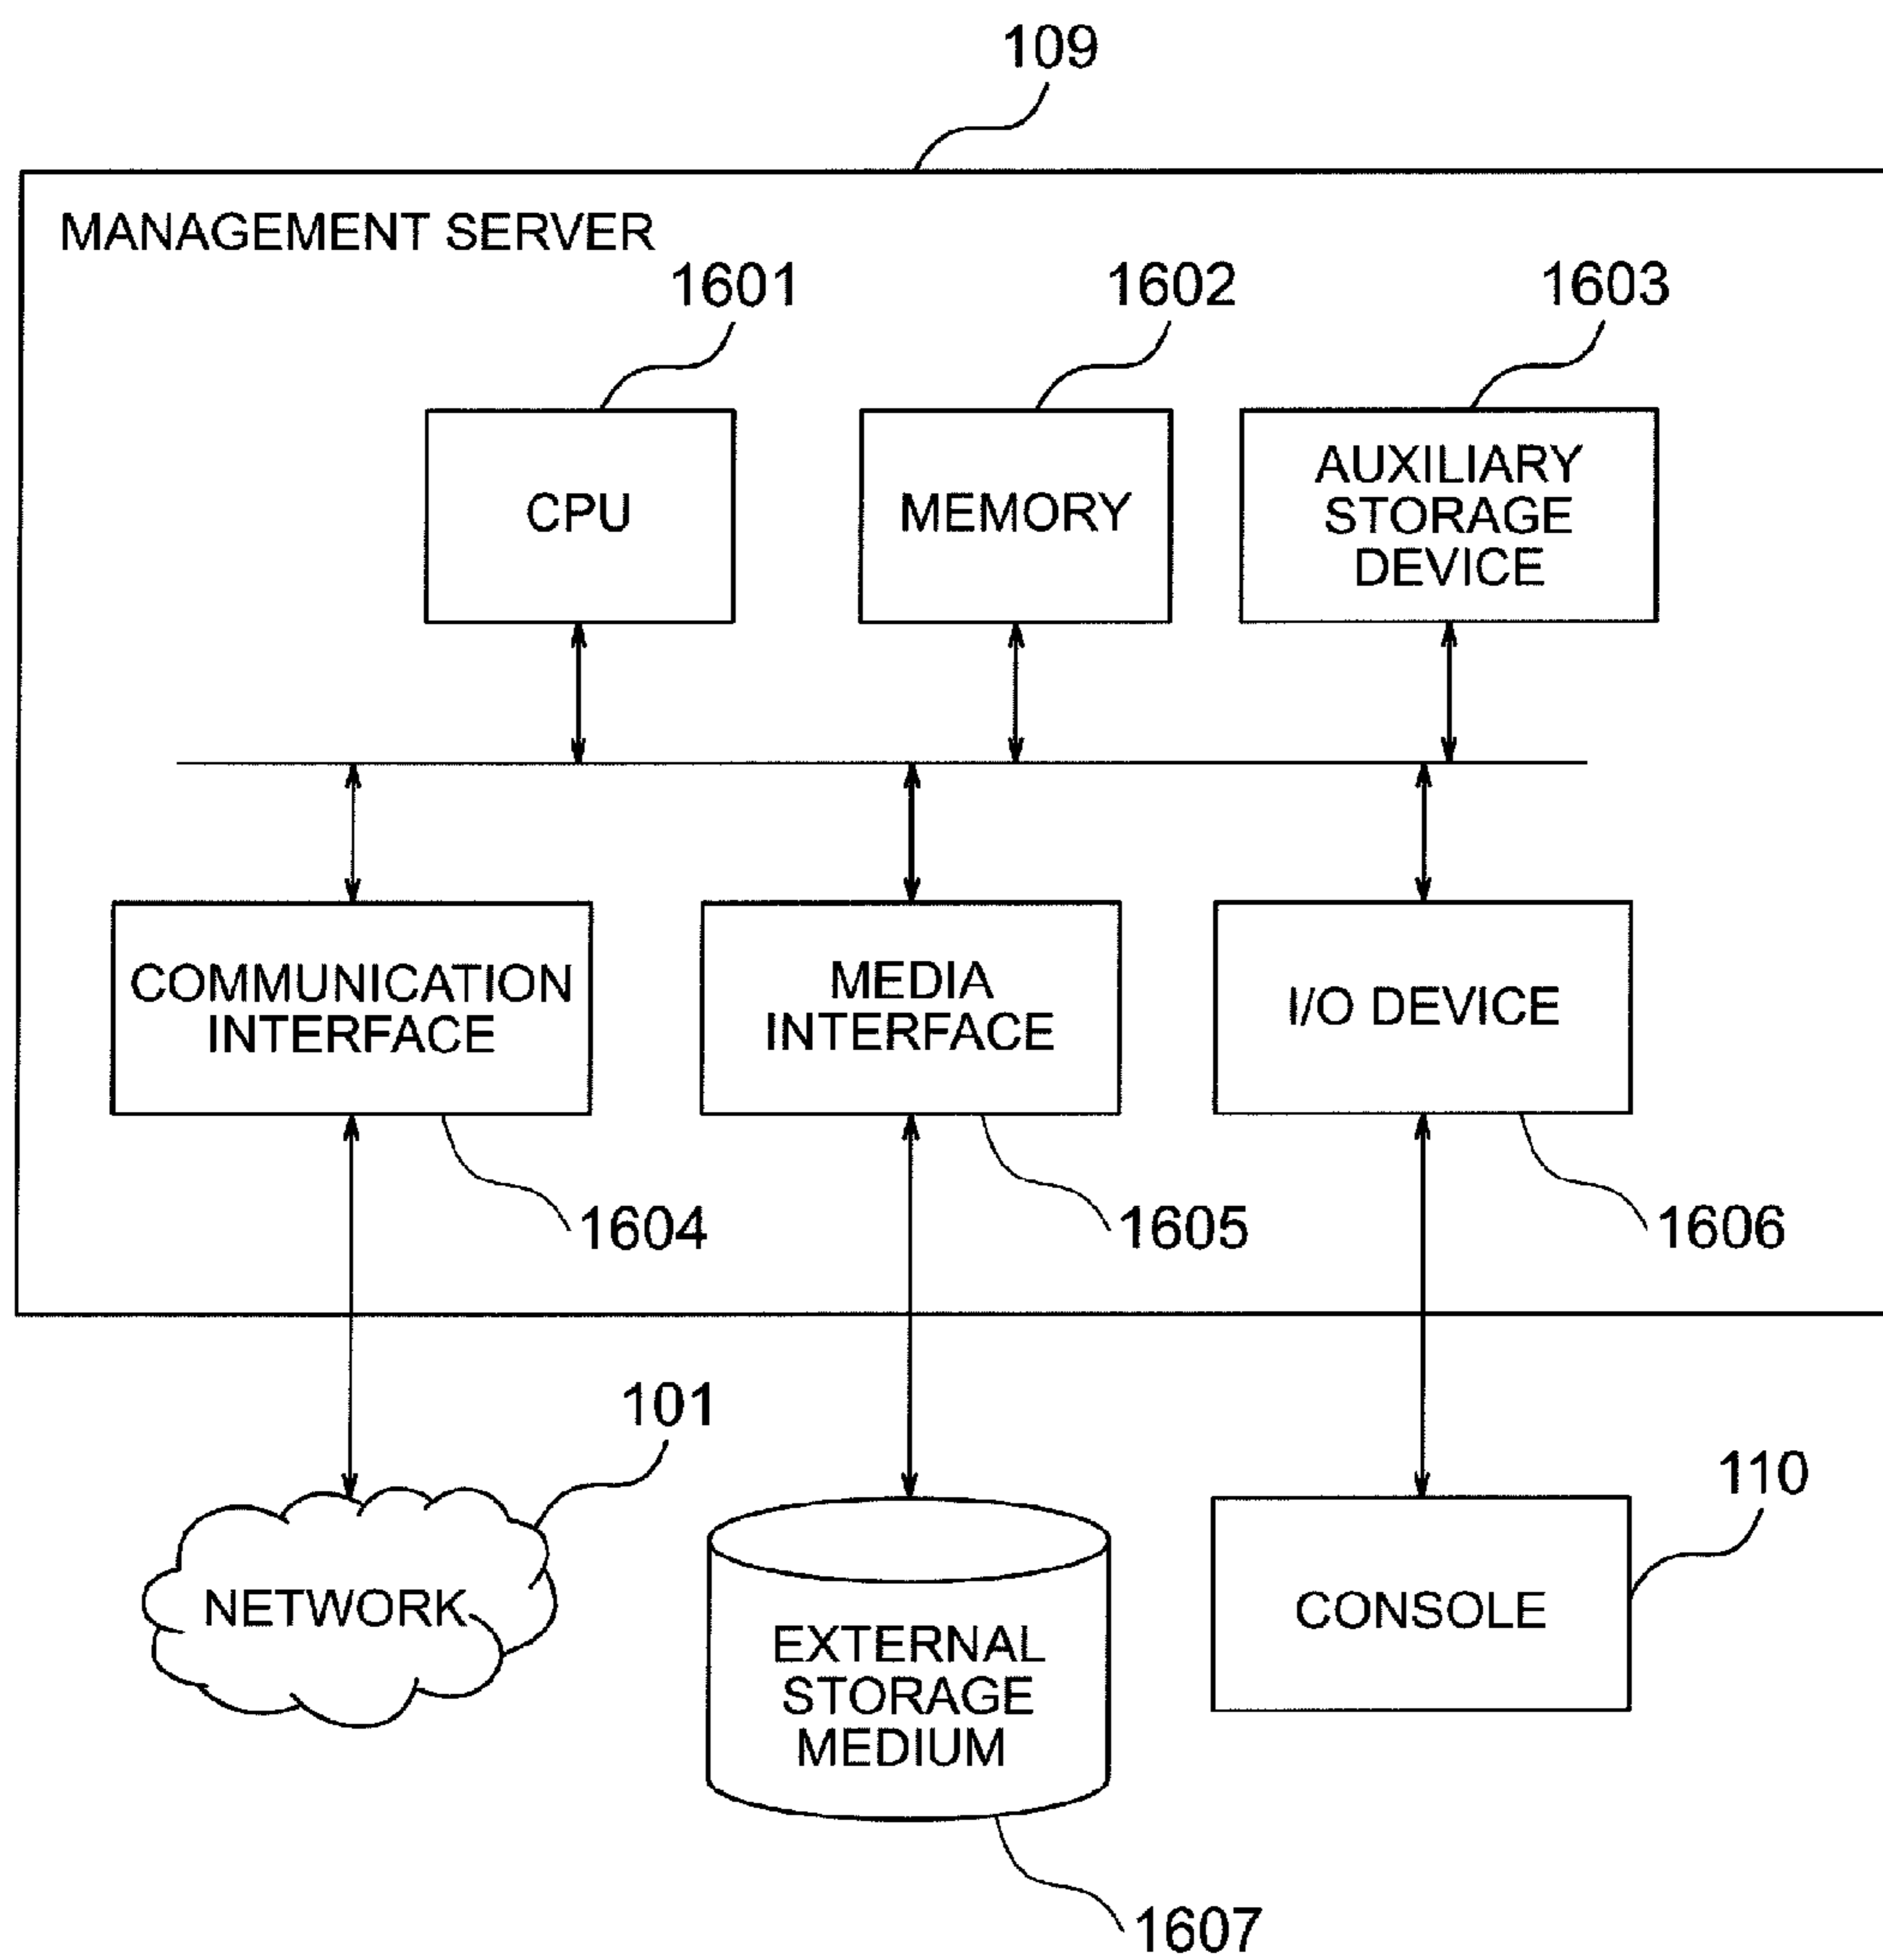 109
MANAGEMENT SERVER
1601
1602
1603
CPU
MEMORY
AUXILIARY
STORAGE
DEVICE
COMMUNICATION
INTERFACE
MEDIA
INTERFACE
I/O DEVICE
1604
1605
1606
101
110
NETWORK
EXTERNAL
STORAGE
MEDIUM
CONSOLE
1607